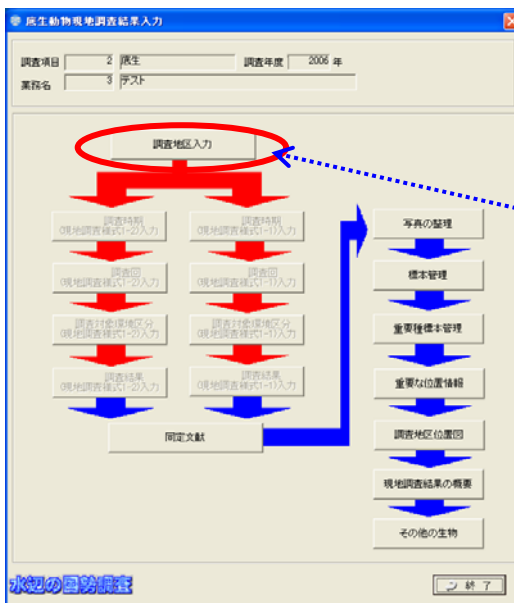 底生動物現地調査結果入力
調査項目 2 底生 調査年度 2006 年
業務名 3 テスト
調査地区入力
調査時期
(現地調査様式1-2)入力
調査時期
(現地調査様式1-1)入力
調査回
(現地調査様式1-2)入力
調査回
(現地調査様式1-1)入力
調査対象環境区分
(現地調査様式1-2)入力
調査対象環境区分
(現地調査様式1-1)入力
調査結果
(現地調査様式1-2)入力
調査結果
(現地調査様式1-1)入力
同定文献
写真の整理
標本管理
重要種標本管理
重要な位置情報
調査地区位置図
現地調査結果の概要
その他の生物
水辺の国勢調査
終了